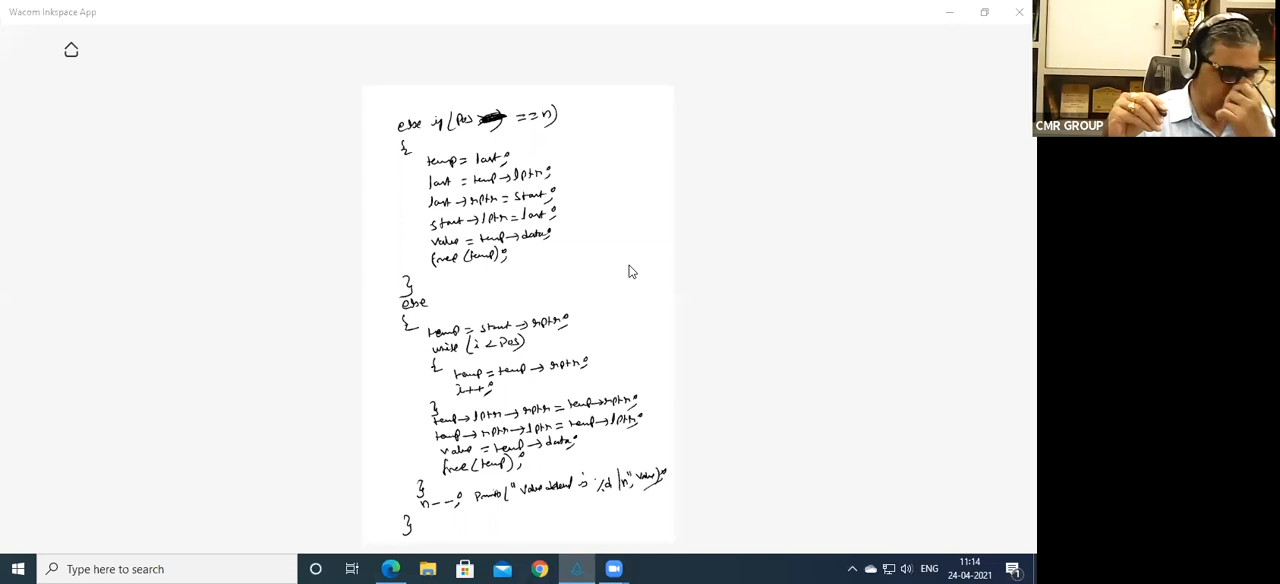 Wacom Inkspace App
else if (Pos == n)
{
temp = last;
last = temp → lptr;
last → rptr = start;
start → lptr = last;
value = temp → data;
free (temp);
}
else
{
temp = start → rptr;
while (i < Pos)
{
temp = temp → rptr;
i++;
}
temp → lptr → rptr = temp → rptr;
temp → rptr → lptr = temp → lptr;
value = temp → data;
free (temp);
}
n--; printf(" Value deleted is %d \n", value);
}
CMR GROUP
Type here to search
ENG
11:14
24-04-2021
1